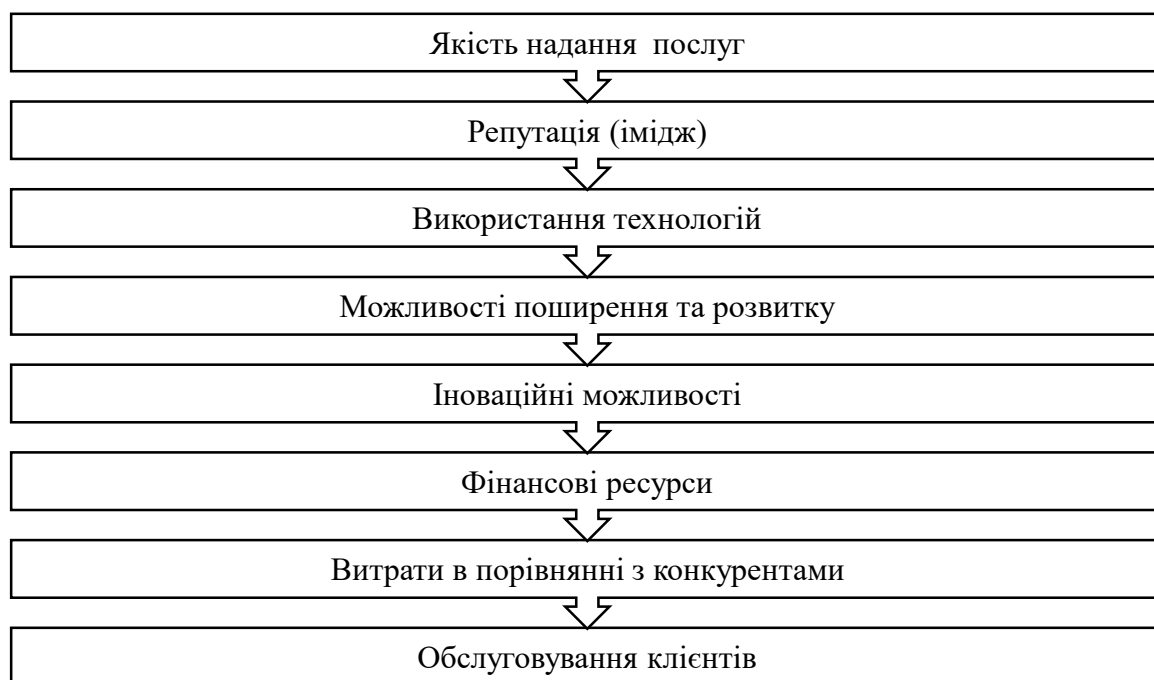 Якість надання послуг
Репутація (імідж)
Використання технологій
Можливості поширення та розвитку
Іноваційні можливості
Фінансові ресурси
Витрати в порівнянні з конкурентами
Обслуговування клієнтів